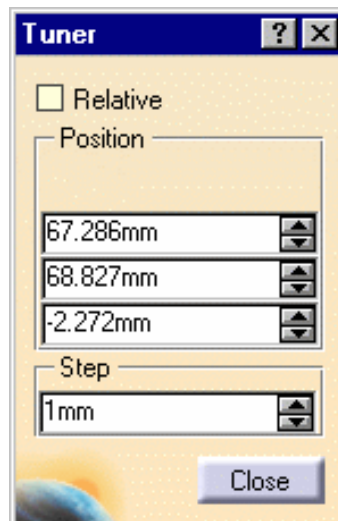 Tuner ? X
Relative
Position
67.286mm
68.827mm
-2.272mm
Step
1mm
Close